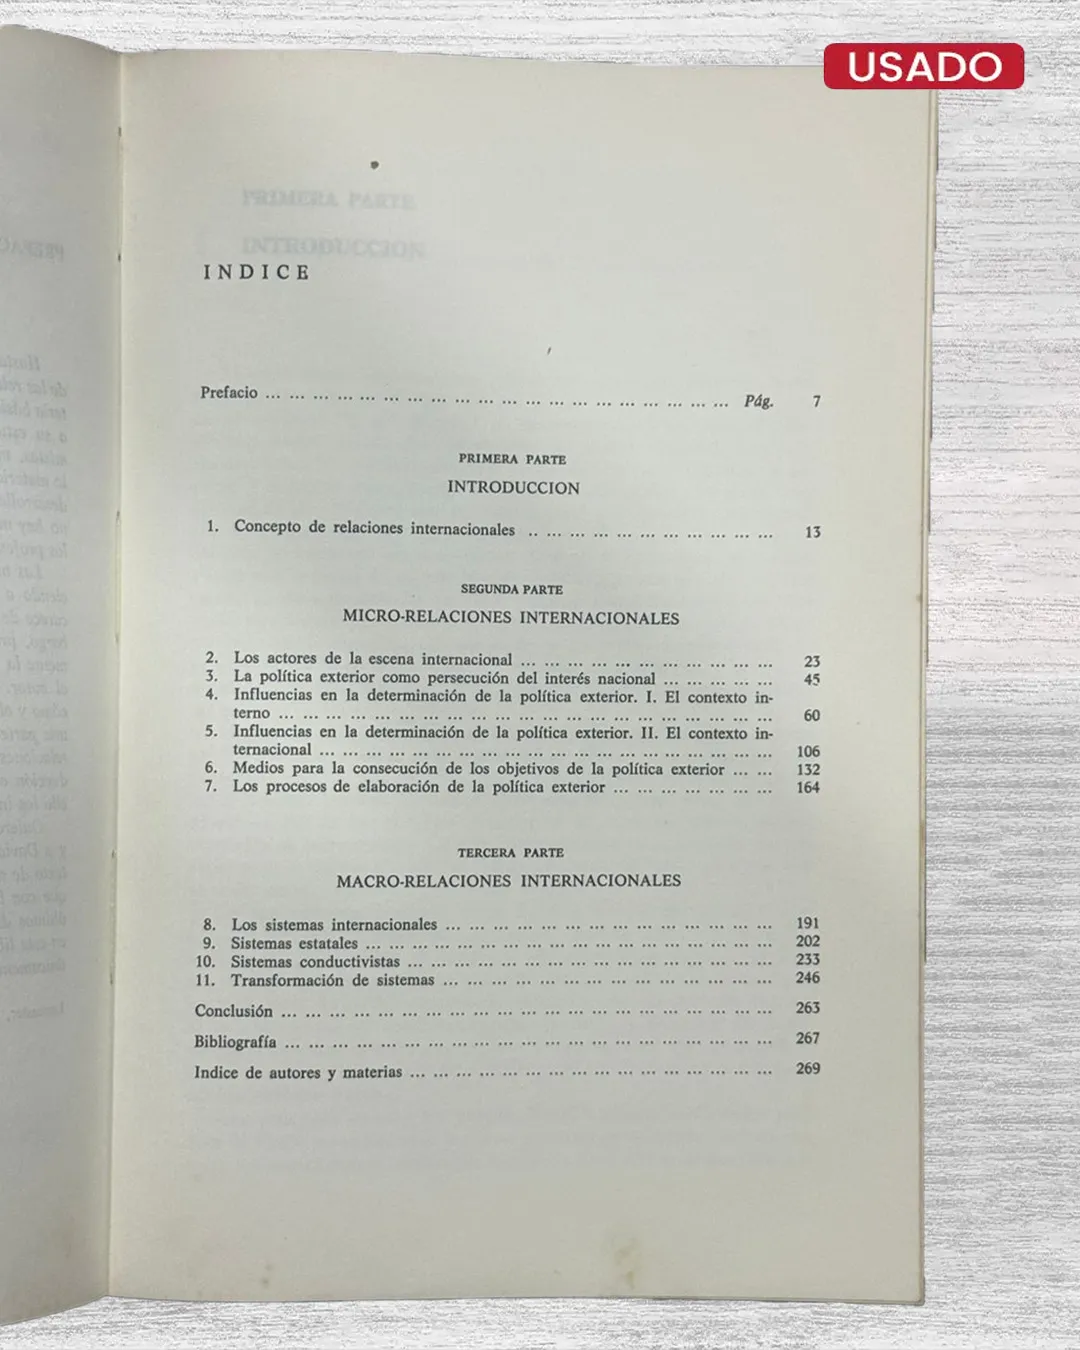 USADO
PRIMERA PARTE
INTRODUCCION
INDICE
Prefacio ... ... ... ... ... ... ... ... ... ... ... ... ... ... ... ... ... ... ... ... Pág. 7
PRIMERA PARTE
INTRODUCCION
1. Concepto de relaciones internacionales .. ... ... ... ... ... ... ... ... ... ... 13
SEGUNDA PARTE
MICRO-RELACIONES INTERNACIONALES
2. Los actores de la escena internacional ... ... ... ... ... ... ... ... ... ... ... 23
3. La política exterior como persecución del interés nacional ... ... ... ... ... 45
4. Influencias en la determinación de la política exterior. I. El contexto in-
terno ... ... ... ... ... ... ... ... ... ... ... ... ... ... ... ... ... ... ... ... ... 60
5. Influencias en la determinación de la política exterior. II. El contexto in-
ternacional ... ... ... ... ... ... ... ... ... ... ... ... ... ... ... ... ... ... ... 106
6. Medios para la consecución de los objetivos de la política exterior ... ... 132
7. Los procesos de elaboración de la política exterior ... ... ... ... ... ... ... 164
TERCERA PARTE
MACRO-RELACIONES INTERNACIONALES
8. Los sistemas internacionales ... ... ... ... ... ... ... ... ... ... ... ... ... ... 191
9. Sistemas estatales ... ... ... ... ... ... ... ... ... ... ... ... ... ... ... ... ... 202
10. Sistemas conductivistas ... ... ... ... ... ... ... ... ... ... ... ... ... ... ... ... 233
11. Transformación de sistemas ... ... ... ... ... ... ... ... ... ... ... ... ... ... 246
Conclusión ... ... ... ... ... ... ... ... ... ... ... ... ... ... ... ... ... ... ... ... ... 263
Bibliografía ... ... ... ... ... ... ... ... ... ... ... ... ... ... ... ... ... ... ... ... ... 267
Indice de autores y materias ... ... ... ... ... ... ... ... ... ... ... ... ... ... ... 269